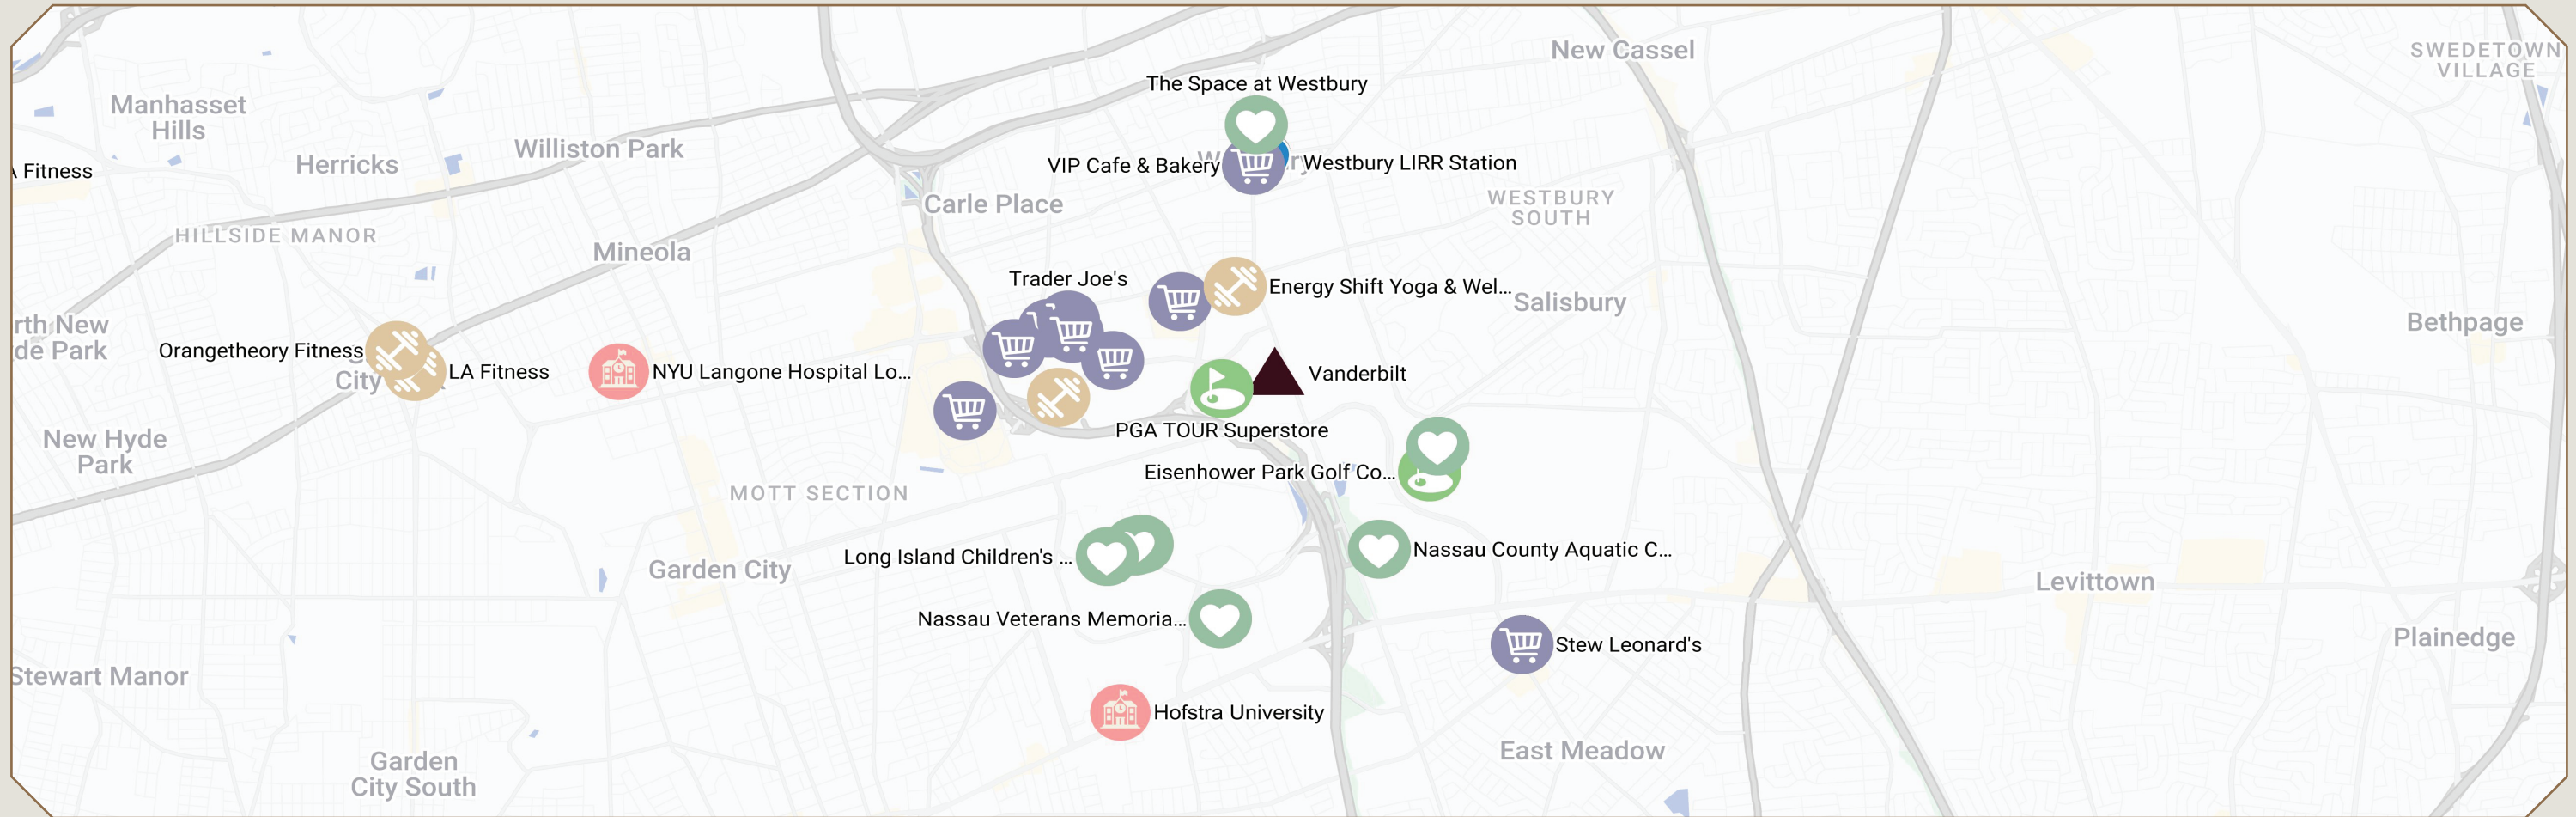 New Cassel
SWEDETOWN
VILLAGE
The Space at Westbury
Manhasset
Hills
Williston Park
Herricks
VIP Cafe & Bakery
Westbury LIRR Station
Fitness
Carle Place
WESTBURY
SOUTH
HILLSIDE MANOR
Mineola
Trader Joe's
Energy Shift Yoga & Wel...
Salisbury
rth New
de Park
Bethpage
Orangetheory Fitness
City
LA Fitness
NYU Langone Hospital Lo...
Vanderbilt
New Hyde
Park
PGA TOUR Superstore
Eisenhower Park Golf Co...
MOTT SECTION
Long Island Children's ...
Nassau County Aquatic C...
Garden City
Levittown
Nassau Veterans Memoria...
Plainedge
Stew Leonard's
Stewart Manor
Hofstra University
East Meadow
Garden
City South